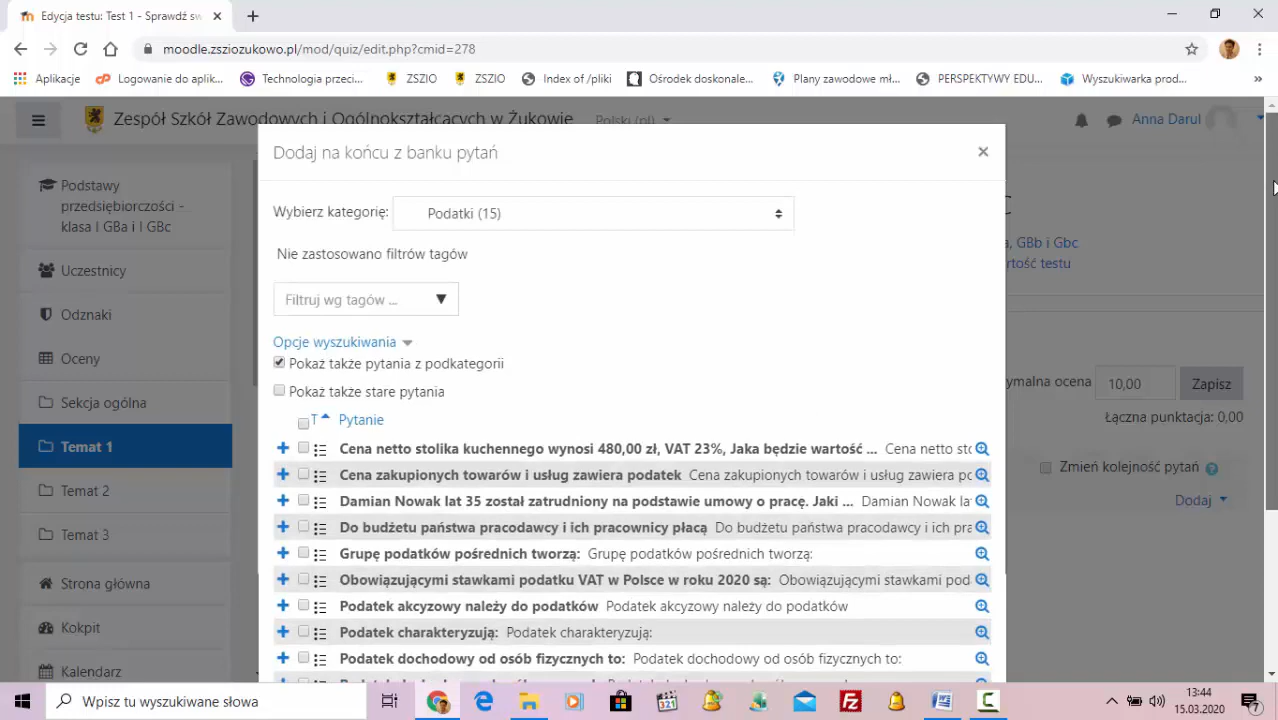 Edycja testu: Test 1 - Sprawdź sw
moodle.zsziozukowo.pl/mod/quiz/edit.php?cmid=278
Aplikacje Logowanie do aplik... Technologia przeci... ZSZIO ZSZIO Index of /pliki Ośrodek doskonale... Plany zawodowe mł... PERSPEKTYWY EDU... Wyszukiwarka prod... »
Zespół Szkół Zawodowych i Ogólnokształcących w Żukowie Polski (pl) Anna Darul
Dodaj na końcu z banku pytań
Podstawy
przedsiębiorczości -
klasa I GBa i I GBc
Uczestnicy
Odznaki
Oceny
Sekcja ogólna
Temat 1
Temat 2
Temat 3
Strona główna
Kokpit
Kalendarz
Wybierz kategorię: Podatki (15)
Nie zastosowano filtrów tagów
Filtruj wg tagów ... ▼
Opcje wyszukiwania
Pokaż także pytania z podkategorii
Pokaż także stare pytania
T Pytanie
Cena netto stolika kuchennego wynosi 480,00 zł, VAT 23%, Jaka będzie wartość ... Cena netto sto
Cena zakupionych towarów i usług zawiera podatek Cena zakupionych towarów i usług zawiera po
Damian Nowak lat 35 został zatrudniony na podstawie umowy o pracę. Jaki ... Damian Nowak la
Do budżetu państwa pracodawcy i ich pracownicy płacą Do budżetu państwa pracodawcy i ich pra
Grupę podatków pośrednich tworzą: Grupę podatków pośrednich tworzą:
Obowiązującymi stawkami podatku VAT w Polsce w roku 2020 są: Obowiązującymi stawkami pod
Podatek akcyzowy należy do podatków Podatek akcyzowy należy do podatków
Podatek charakteryzują: Podatek charakteryzują:
Podatek dochodowy od osób fizycznych to: Podatek dochodowy od osób fizycznych to:
, GBb i Gbc
rtość testu
ymalna ocena 10,00 Zapisz
Łączna punktacja: 0,00
Zmień kolejność pytań
Dodaj
Wpisz tu wyszukiwane słowa
321
13:44
15.03.2020
7